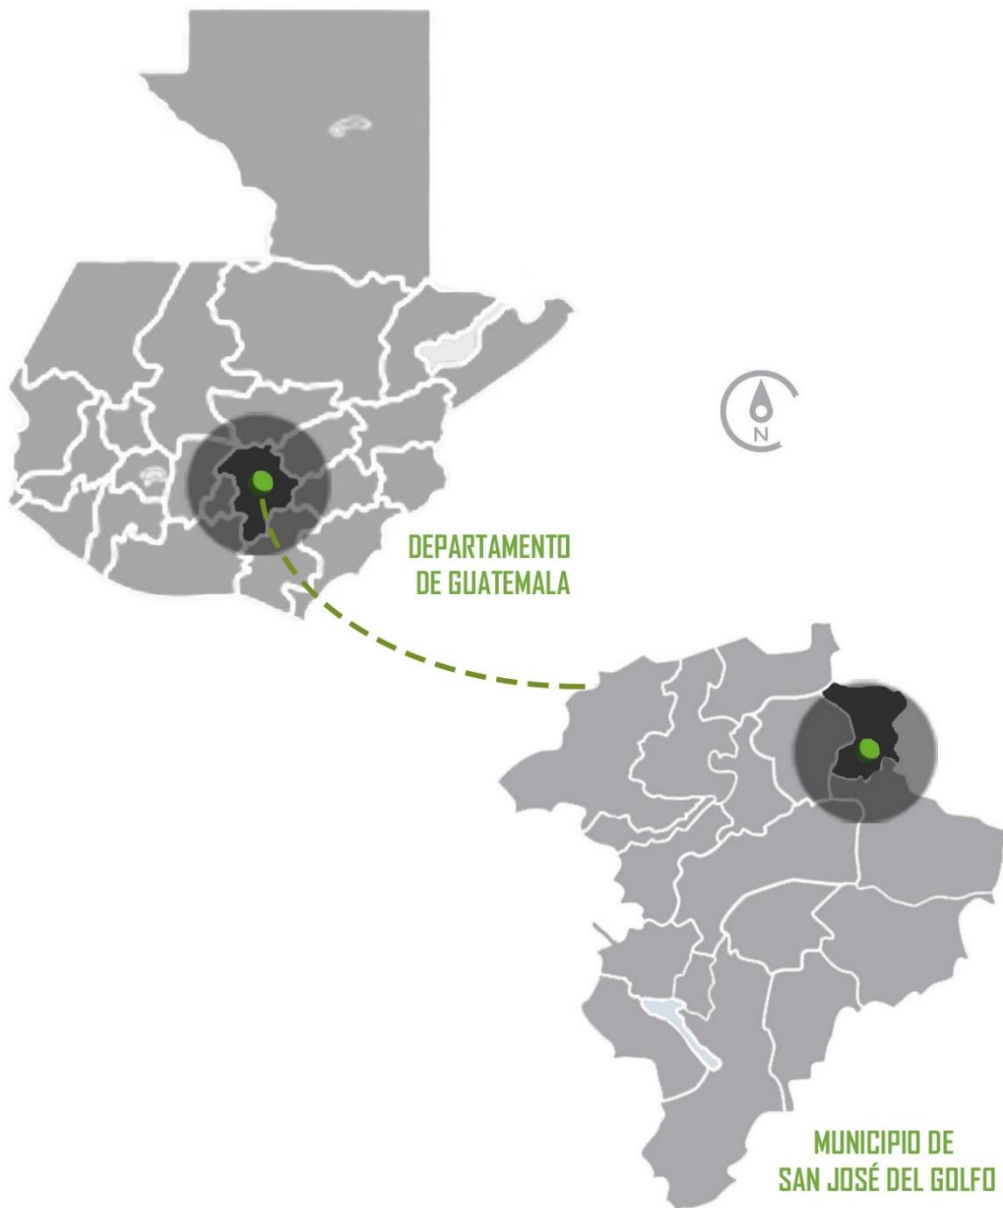 N
DEPARTAMENTO
DE GUATEMALA
MUNICIPIO DE
SAN JOSÉ DEL GOLFO